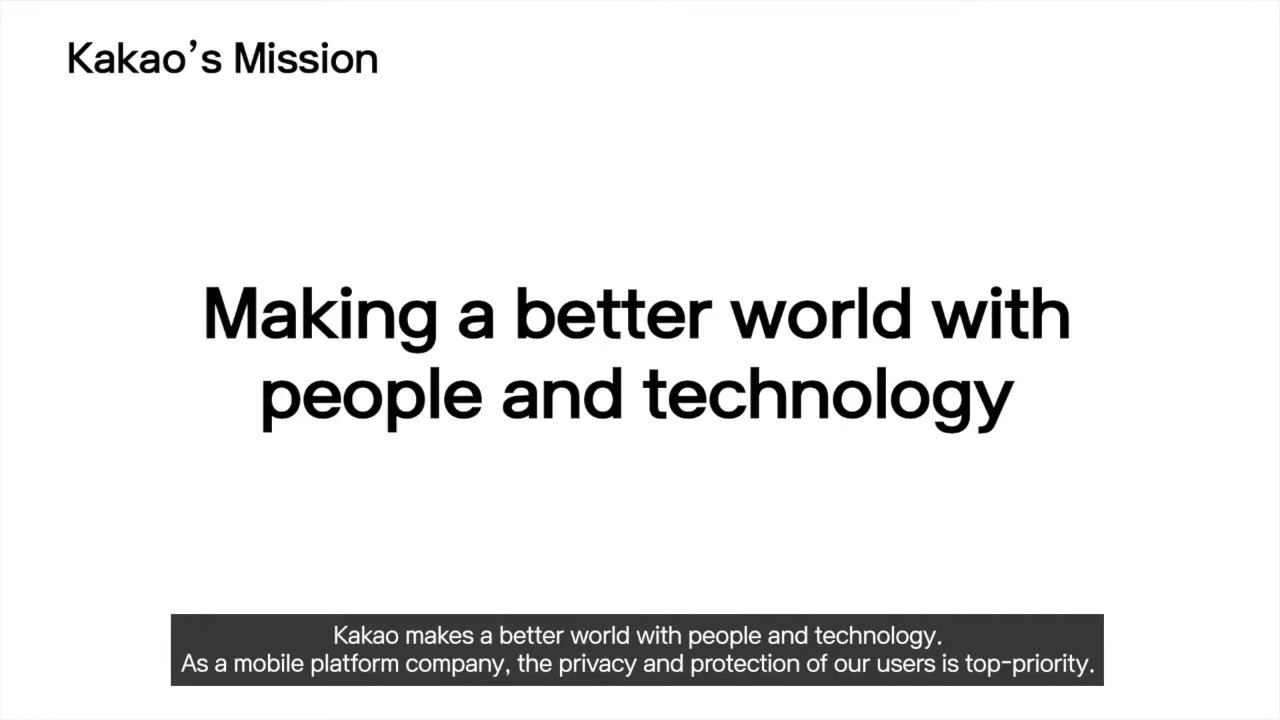 Kakao’s Mission
Making a better world with
people and technology
Kakao makes a better world with people and technology.
As a mobile platform company, the privacy and protection of our users is top-priority.